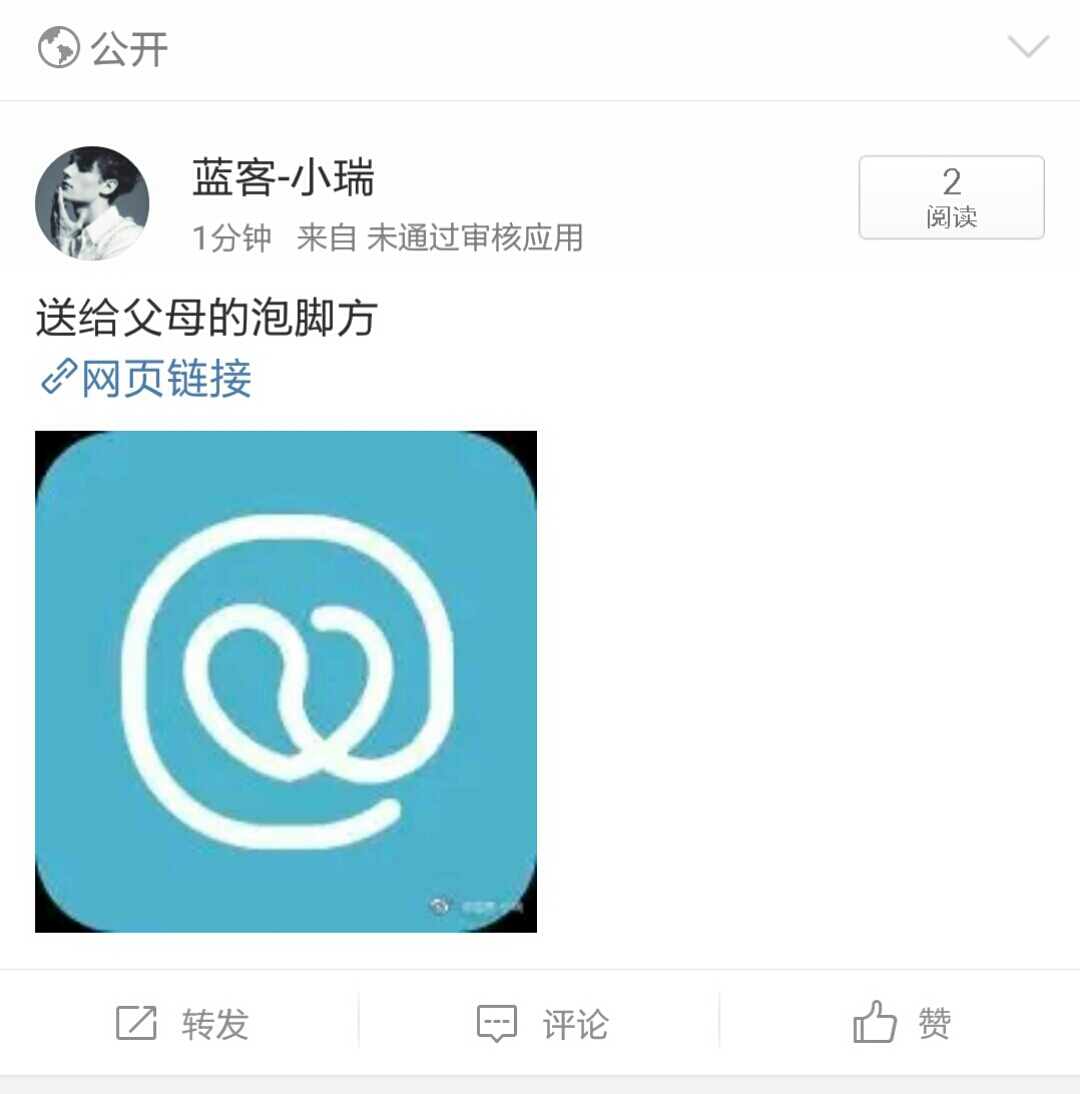 公开
蓝客-小瑞
1分钟 来自 未通过审核应用
2
阅读
送给父母的泡脚方
网页链接
转发
评论
赞